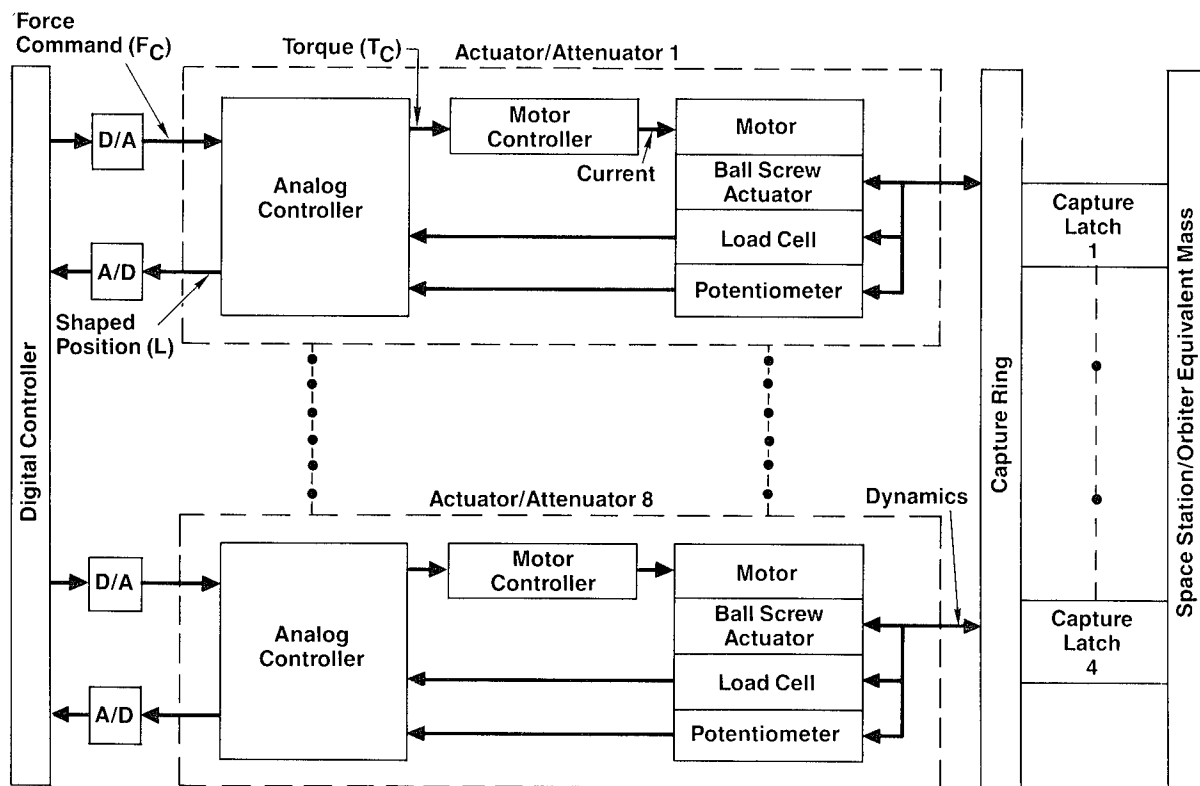 Force
Command (FC)
Torque (TC)
Actuator/Attenuator 1
D/A
Analog
Controller
Motor
Controller
Current
Motor
Ball Screw
Actuator
Load Cell
Potentiometer
A/D
Shaped
Position (L)
Digital Controller
Capture Ring
Capture
Latch
1
Space Station/Orbiter Equivalent Mass
Actuator/Attenuator 8
Dynamics
D/A
Analog
Controller
Motor
Controller
Motor
Ball Screw
Actuator
Load Cell
Potentiometer
A/D
Capture
Latch
4